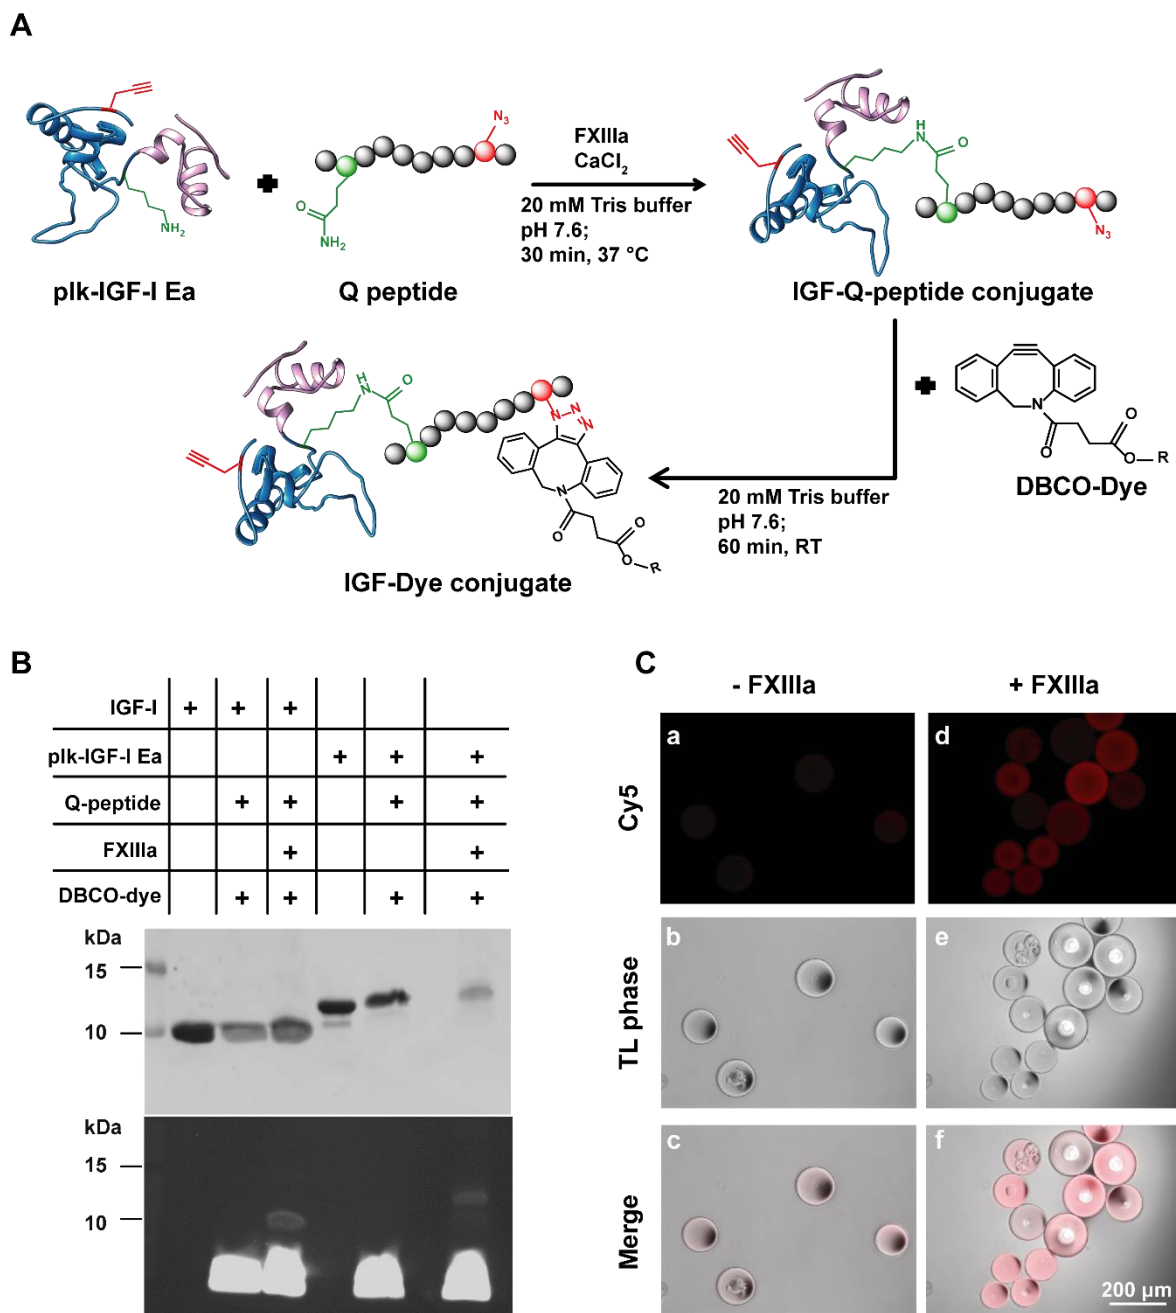 A
N₃
NH₂
O
NH₂
plk-IGF-I Ea
Q peptide
FXIIIa
CaCl₂
20 mM Tris buffer
pH 7.6;
30 min, 37 °C
H
N
O
N₃
IGF-Q-peptide conjugate
N
O
O
O
R
DBCO-Dye
20 mM Tris buffer
pH 7.6;
60 min, RT
H
N
O
N
N
N
N
O
O
O
R
IGF-Dye conjugate
B
IGF-I + + +
plk-IGF-I Ea + + +
Q-peptide + + + +
FXIIIa + +
DBCO-dye + + + +
kDa
15
10
kDa
15
10
C
- FXIIIa + FXIIIa
Cy5
a d
TL phase
b e
Merge
c f
200 µm